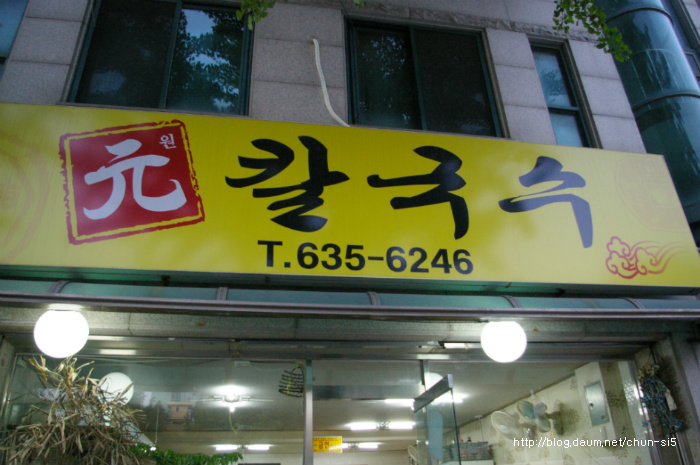 元 원 칼국수
T.635-6246
http://blog.daum.net/chun-si5